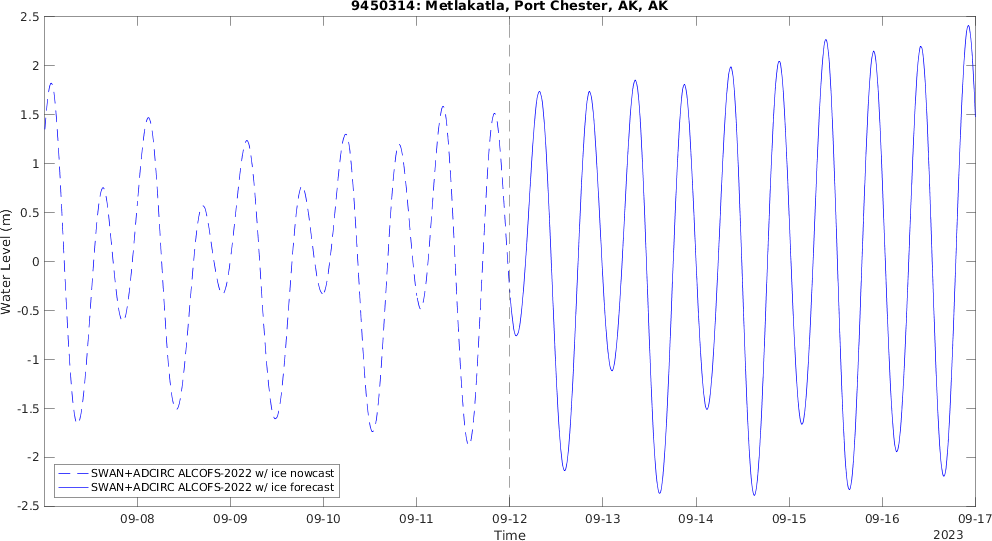 9450314: Metlakatla, Port Chester, AK, AK
2.5
2
1.5
1
0.5
0
-0.5
-1
-1.5
-2
-2.5
Water Level (m)
SWAN+ADCIRC ALCOFS-2022 w/ ice nowcast
SWAN+ADCIRC ALCOFS-2022 w/ ice forecast
09-08 09-09 09-10 09-11 09-12 09-13 09-14 09-15 09-16 09-17
Time
2023